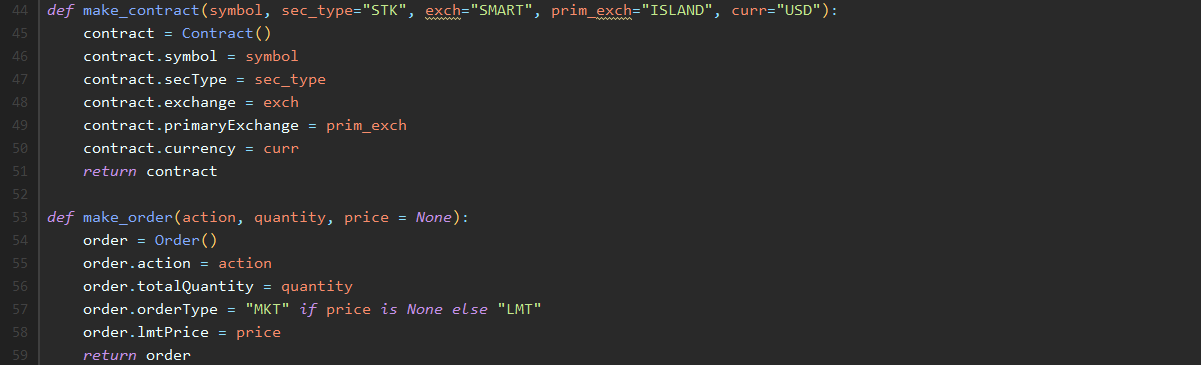 44 def make_contract(symbol, sec_type="STK", exch="SMART", prim_exch="ISLAND", curr="USD"):
45     contract = Contract()
46     contract.symbol = symbol
47     contract.secType = sec_type
48     contract.exchange = exch
49     contract.primaryExchange = prim_exch
50     contract.currency = curr
51     return contract
52
53 def make_order(action, quantity, price = None):
54     order = Order()
55     order.action = action
56     order.totalQuantity = quantity
57     order.orderType = "MKT" if price is None else "LMT"
58     order.lmtPrice = price
59     return order